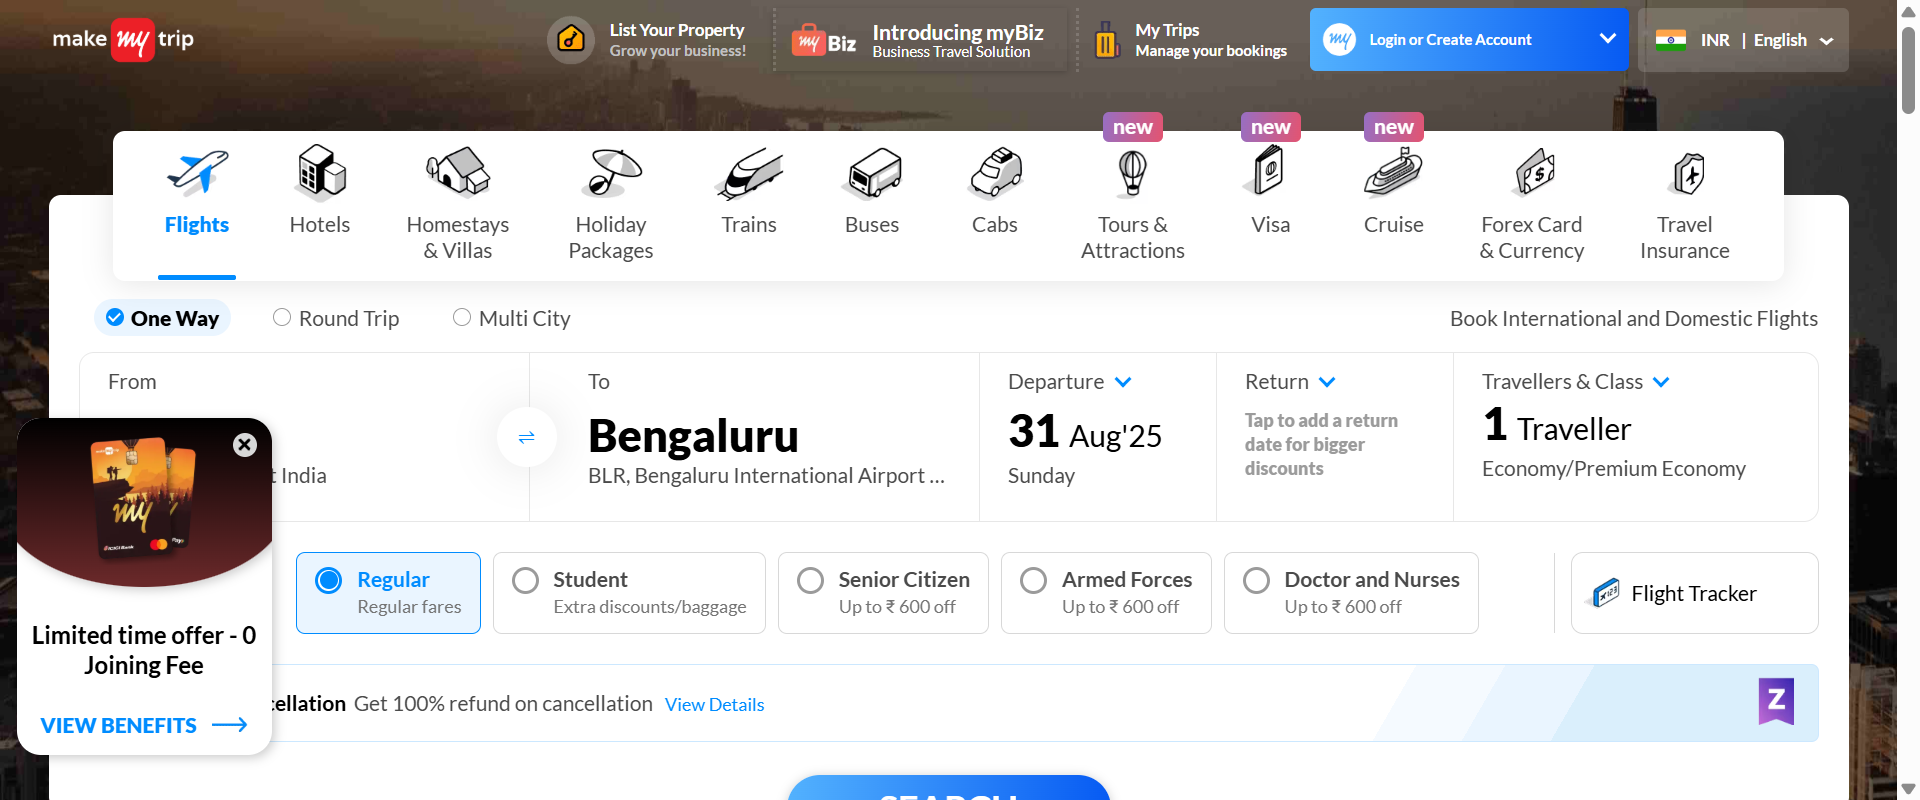 make my trip
List Your Property
Grow your business!
my Biz
Introducing myBiz
Business Travel Solution
My Trips
Manage your bookings
my
Login or Create Account
INR | English
new
new
new
Flights
Hotels
Homestays
& Villas
Holiday
Packages
Trains
Buses
Cabs
Tours &
Attractions
Visa
Cruise
Forex Card
& Currency
Travel
Insurance
One Way
Round Trip
Multi City
Book International and Domestic Flights
From
To
Bengaluru
BLR, Bengaluru International Airport ...
Departure
31 Aug'25
Sunday
Return
Tap to add a return
date for bigger
discounts
Travellers & Class
1 Traveller
Economy/Premium Economy
India
my
ICICI Bank
Limited time offer - 0
Joining Fee
VIEW BENEFITS
Regular
Regular fares
Student
Extra discounts/baggage
Senior Citizen
Up to ₹ 600 off
Armed Forces
Up to ₹ 600 off
Doctor and Nurses
Up to ₹ 600 off
Flight Tracker
cellation Get 100% refund on cancellation View Details
Z
SEARCH